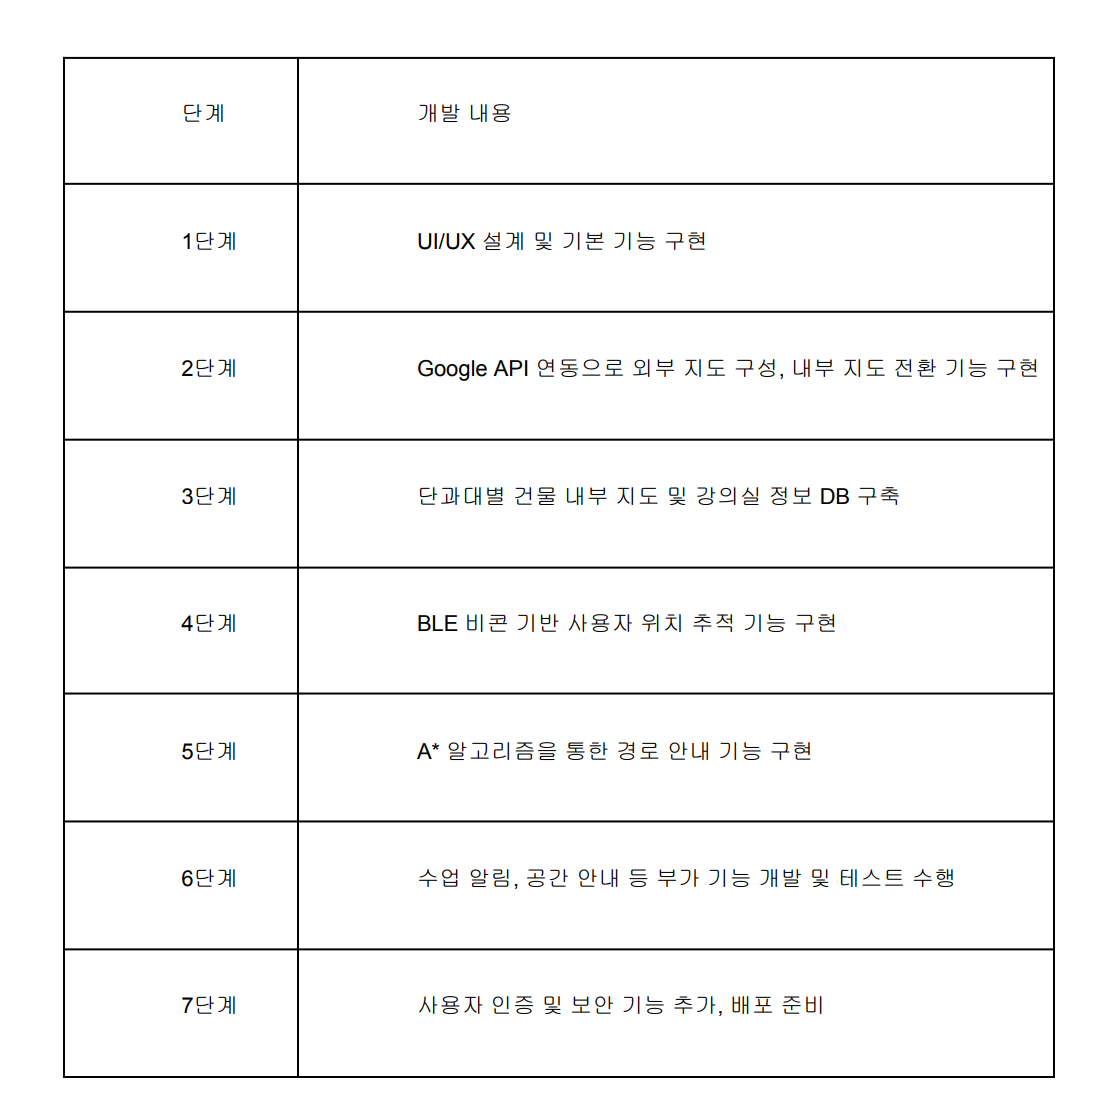 단계
개발 내용
1단계
UI/UX 설계 및 기본 기능 구현
2단계
Google API 연동으로 외부 지도 구성, 내부 지도 전환 기능 구현
3단계
단과대별 건물 내부 지도 및 강의실 정보 DB 구축
4단계
BLE 비콘 기반 사용자 위치 추적 기능 구현
5단계
A* 알고리즘을 통한 경로 안내 기능 구현
6단계
수업 알림, 공간 안내 등 부가 기능 개발 및 테스트 수행
7단계
사용자 인증 및 보안 기능 추가, 배포 준비